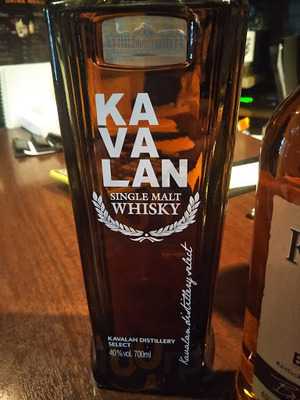 KA
VA
LAN
SINGLE MALT
WHISKY
Kavalan distillery select
KAVALAN DISTILLERY
SELECT
40% vol. 700ml